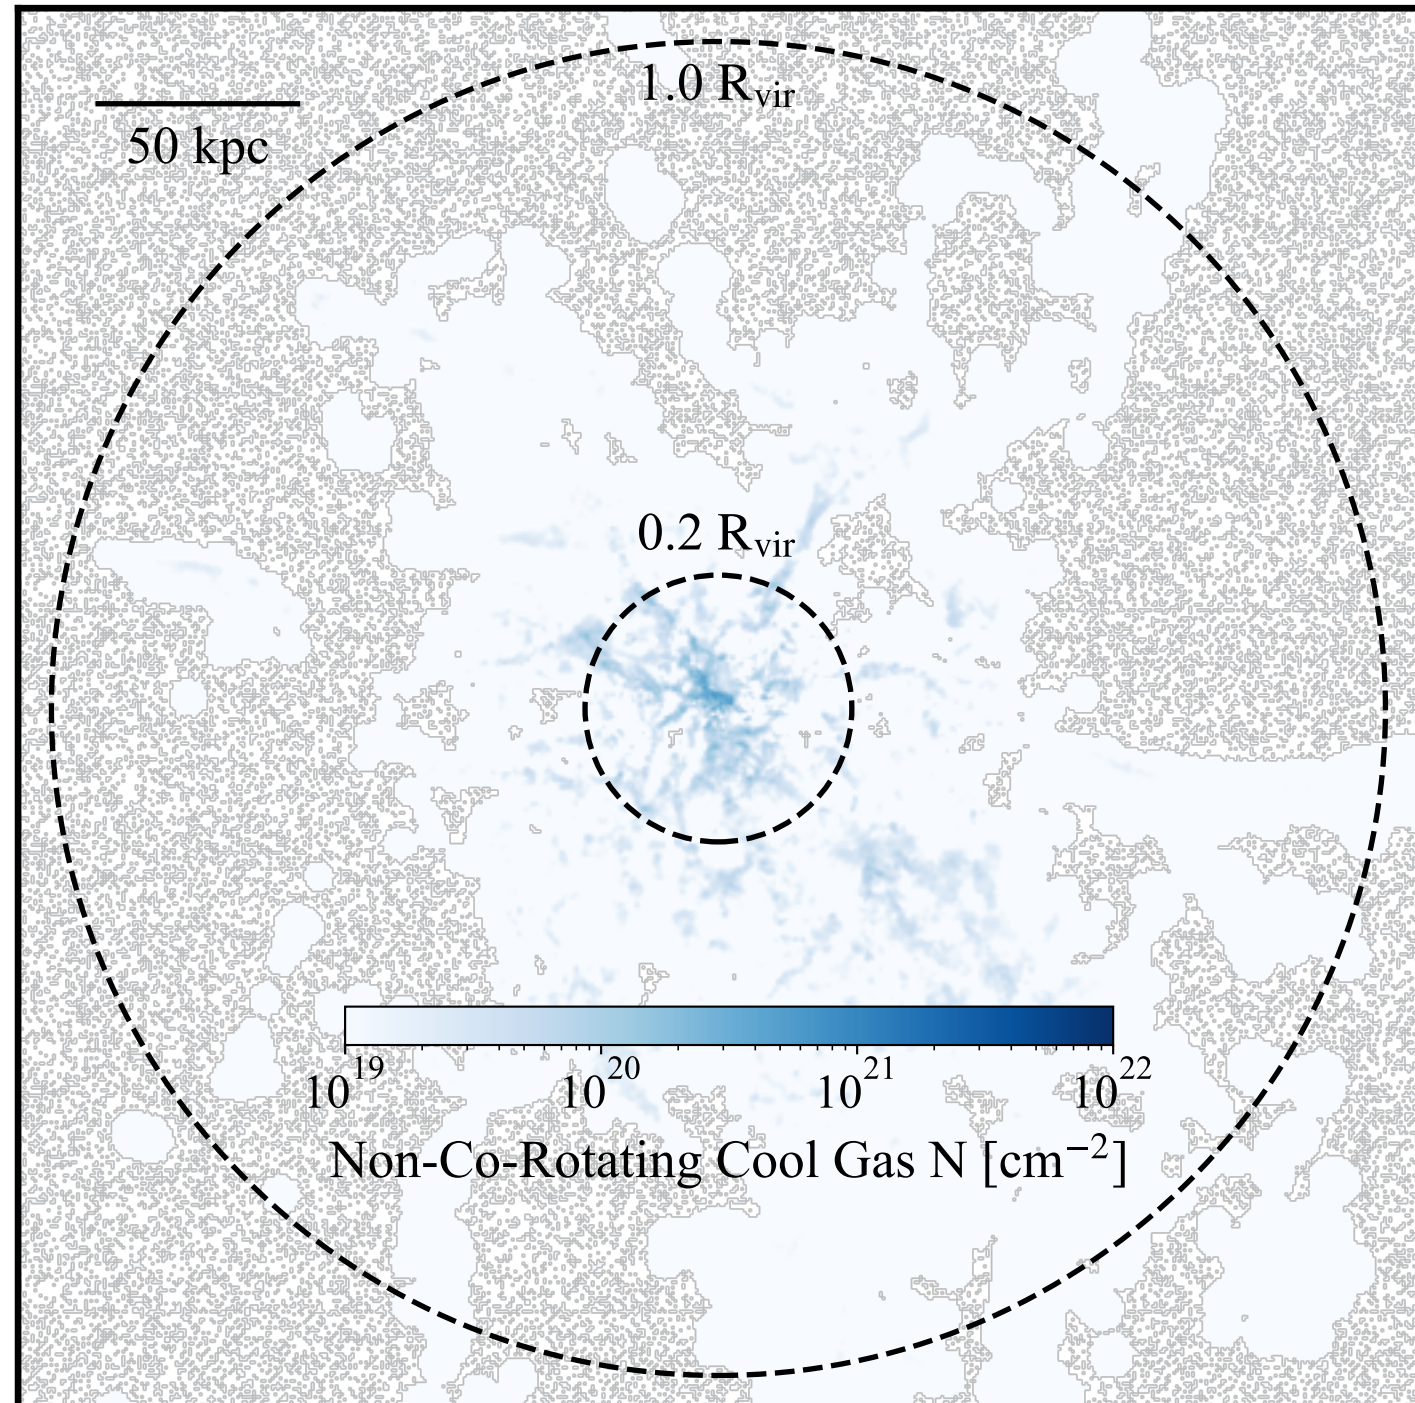 1.0 R_vir
50 kpc
0.2 R_vir
10^19 10^20 10^21 10^22
Non-Co-Rotating Cool Gas N [cm^−2]